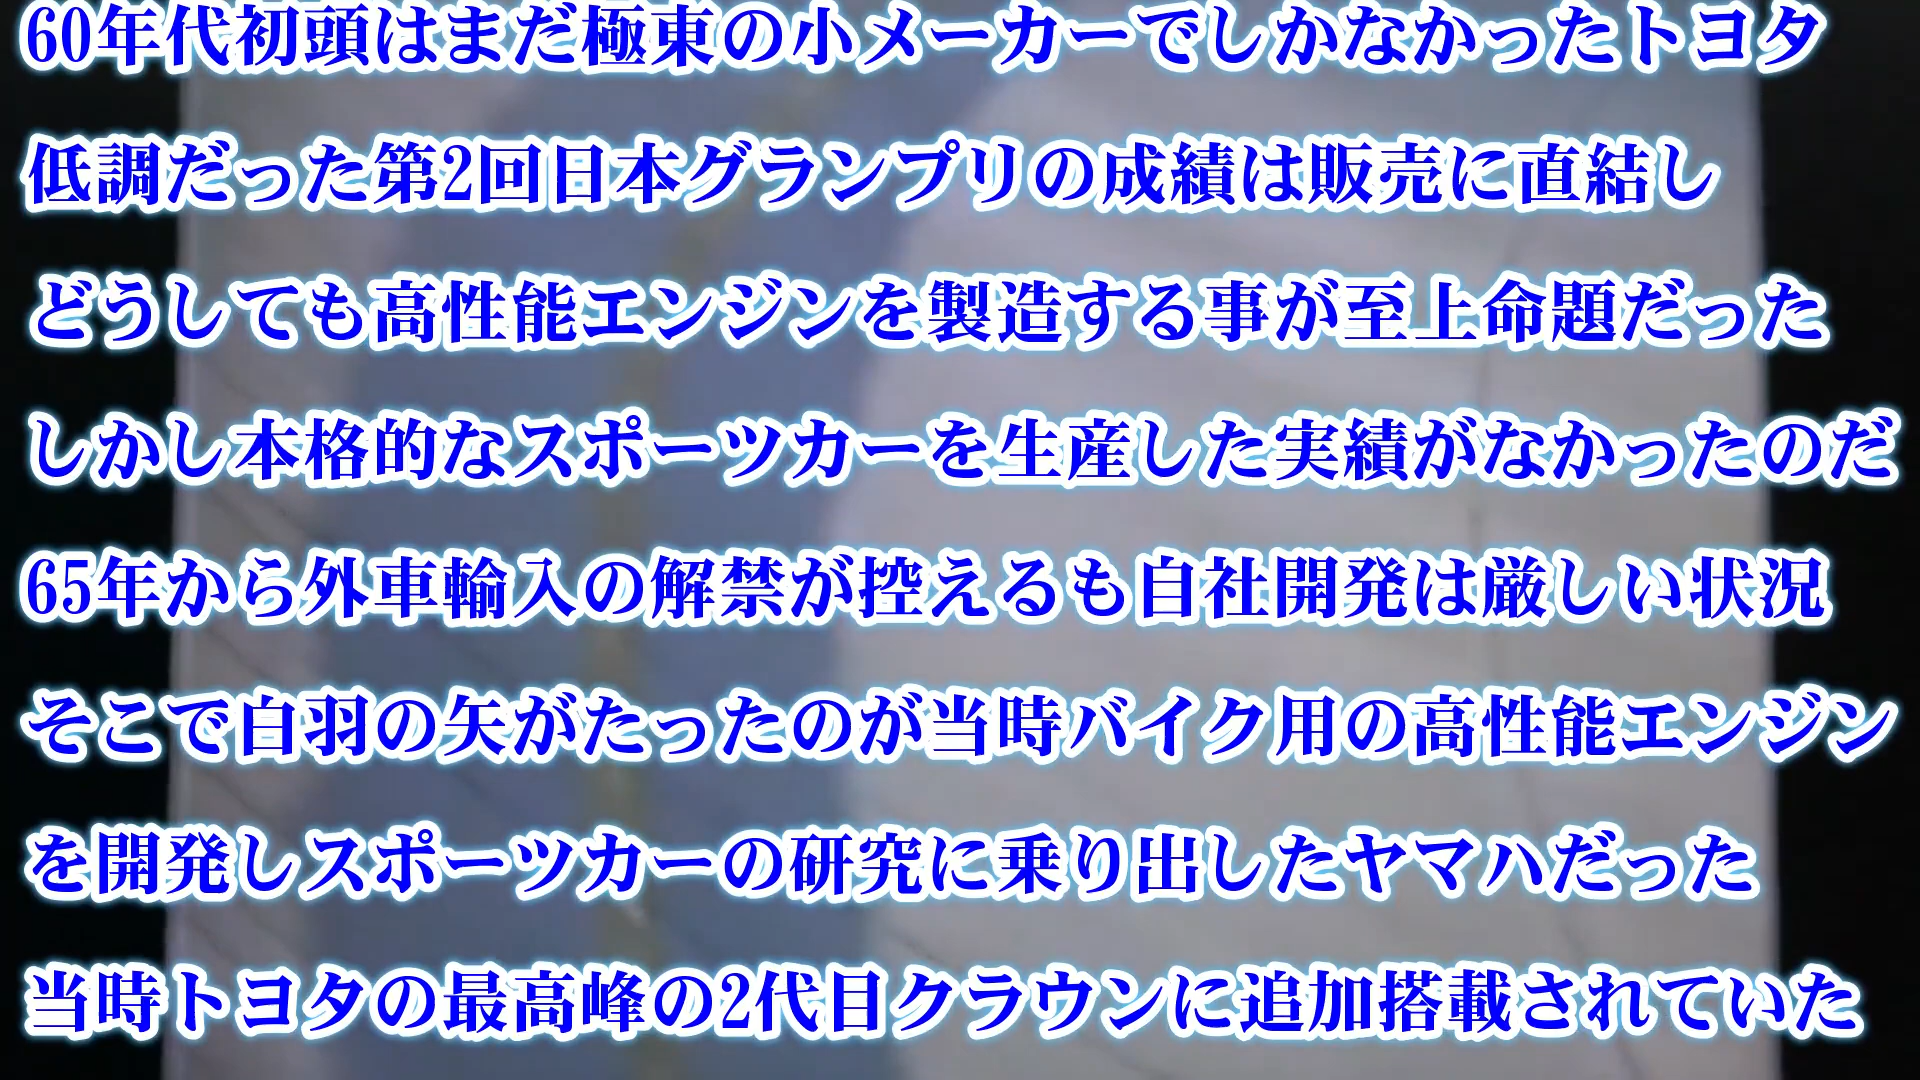 60年代初頭はまだ極東の小メーカーでしかなかったトヨタ
低調だった第2回日本グランプリの成績は販売に直結し
どうしても高性能エンジンを製造する事が至上命題だった
しかし本格的なスポーツカーを生産した実績がなかったのだ
65年から外車輸入の解禁が控えるも自社開発は厳しい状況
そこで白羽の矢がたったのが当時バイク用の高性能エンジン
を開発しスポーツカーの研究に乗り出したヤマハだった
当時トヨタの最高峰の2代目クラウンに追加搭載されていた